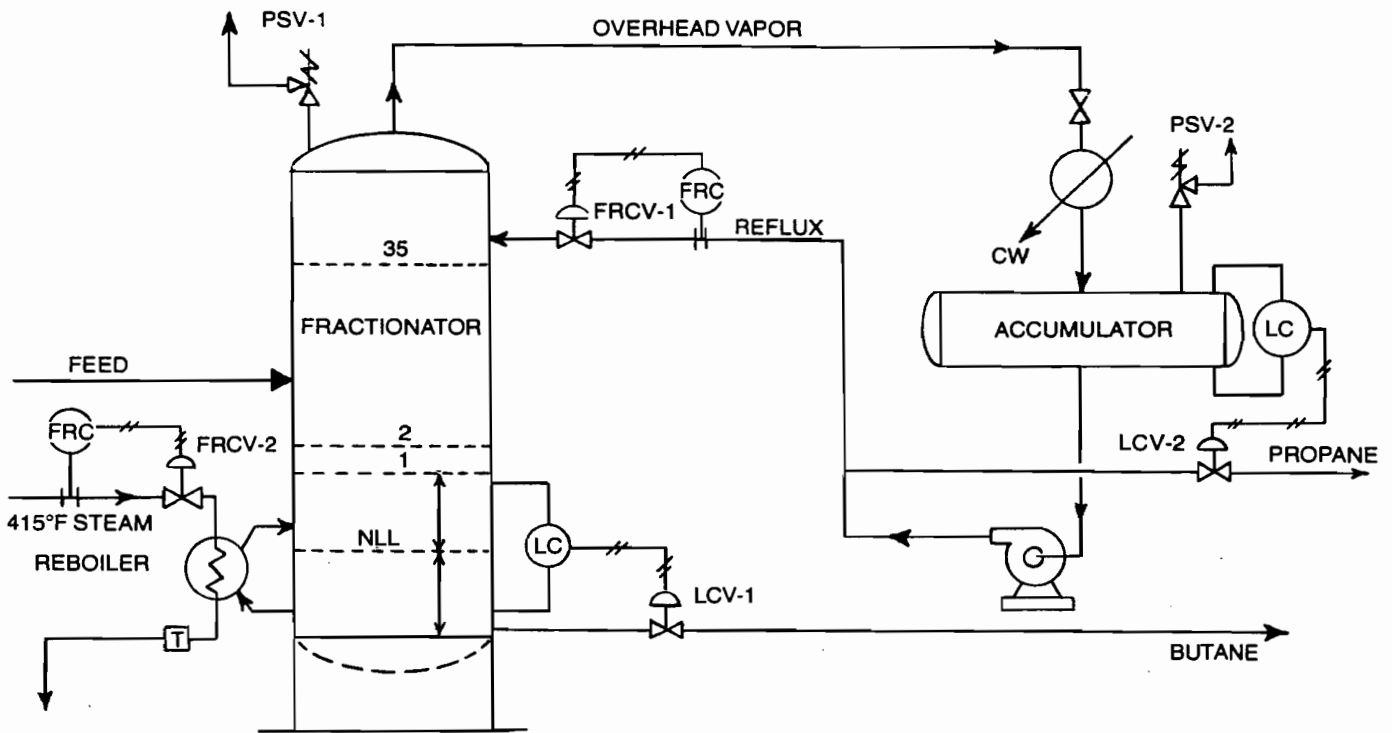 PSV-1
OVERHEAD VAPOR
PSV-2
FRC
FRCV-1
REFLUX
CW
35
FRACTIONATOR
ACCUMULATOR
LC
FEED
FRC
FRCV-2
2
1
LCV-2
PROPANE
415°F STEAM
REBOILER
NLL
LC
LCV-1
T
BUTANE